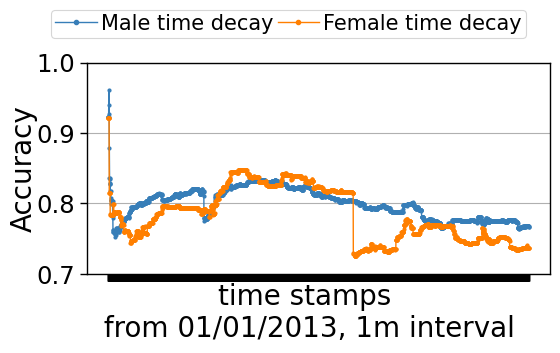 Male time decay Female time decay
1.0
0.9
0.8
0.7
Accuracy
time stamps
from 01/01/2013, 1m interval